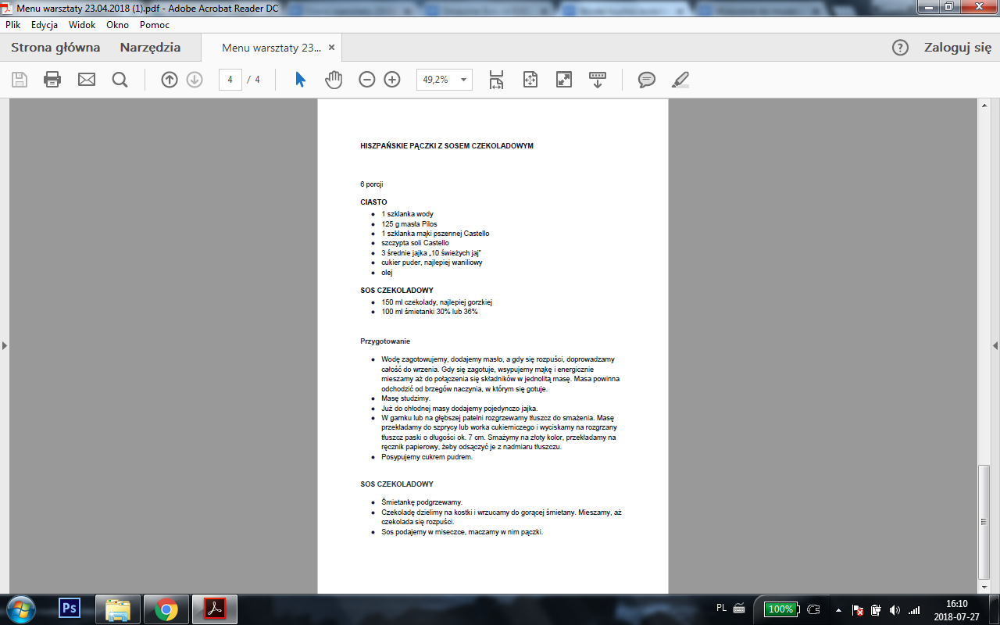 Menu warsztaty 23.04.2018 (1).pdf - Adobe Acrobat Reader DC
Plik Edycja Widok Okno Pomoc
Strona główna Narzędzia Menu warsztaty 23... × ? Zaloguj się
4 / 4 49,2%
HISZPAŃSKIE PĄCZKI Z SOSEM CZEKOLADOWYM
6 porcji
CIASTO
• 1 szklanka wody
• 125 g masła Pilos
• 1 szklanka mąki pszennej Castello
• szczypta soli Castello
• 3 średnie jajka „10 świeżych jaj”
• cukier puder, najlepiej waniliowy
• olej
SOS CZEKOLADOWY
• 150 ml czekolady, najlepiej gorzkiej
• 100 ml śmietanki 30% lub 36%
Przygotowanie
• Wodę zagotowujemy, dodajemy masło, a gdy się rozpuści, doprowadzamy
całość do wrzenia. Gdy się zagotuje, wsypujemy mąkę i energicznie
mieszamy aż do połączenia się składników w jednolitą masę. Masa powinna
odchodzić od brzegów naczynia, w którym się gotuje.
• Masę studzimy.
• Już do chłodnej masy dodajemy pojedynczo jajka.
• W garnku lub na głębszej patelni rozgrzewamy tłuszcz do smażenia. Masę
przekładamy do szprycy lub worka cukierniczego i wyciskamy na rozgrzany
tłuszcz paski o długości ok. 7 cm. Smażymy na złoty kolor, przekładamy na
ręcznik papierowy, żeby odsączyć je z nadmiaru tłuszczu.
• Posypujemy cukrem pudrem.
SOS CZEKOLADOWY
• Śmietankę podgrzewamy.
• Czekoladę dzielimy na kostki i wrzucamy do gorącej śmietany. Mieszamy, aż
czekolada się rozpuści.
• Sos podajemy w miseczce, maczamy w nim pączki.
Ps PL 100% 16:10
2018-07-27